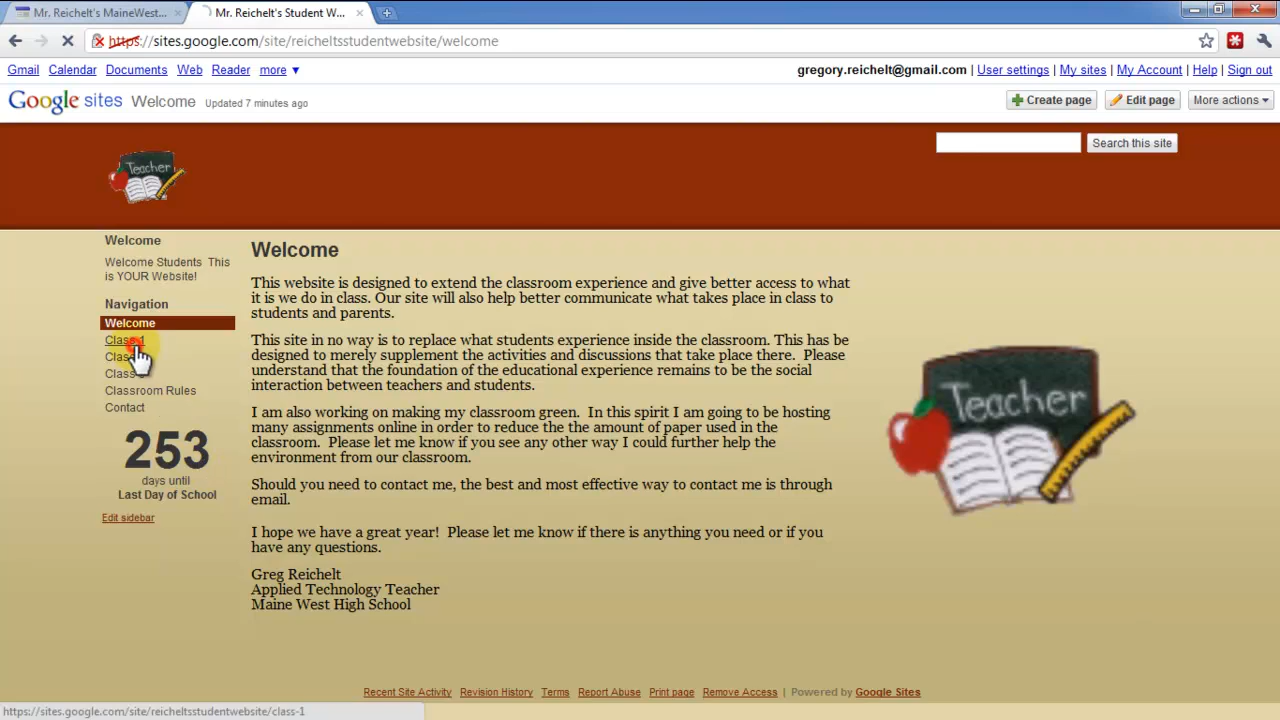 Mr. Reichelt's MaineWest...
Mr. Reichelt's Student W...
https://sites.google.com/site/reicheltsstudentwebsite/welcome
Gmail Calendar Documents Web Reader more ▼
gregory.reichelt@gmail.com | User settings | My sites | My Account | Help | Sign out
Google sites Welcome Updated 7 minutes ago
Create page Edit page More actions
Teacher
Search this site
Welcome
Welcome Students This
is YOUR Website!
Navigation
Welcome
Class 1
Class
Class
Classroom Rules
Contact
253
days until
Last Day of School
Edit sidebar
Welcome
This website is designed to extend the classroom experience and give better access to what
it is we do in class. Our site will also help better communicate what takes place in class to
students and parents.
This site in no way is to replace what students experience inside the classroom. This has be
designed to merely supplement the activities and discussions that take place there. Please
understand that the foundation of the educational experience remains to be the social
interaction between teachers and students.
I am also working on making my classroom green. In this spirit I am going to be hosting
many assignments online in order to reduce the the amount of paper used in the
classroom. Please let me know if you see any other way I could further help the
environment from our classroom.
Should you need to contact me, the best and most effective way to contact me is through
email.
I hope we have a great year! Please let me know if there is anything you need or if you
have any questions.
Greg Reichelt
Applied Technology Teacher
Maine West High School
Teacher
Recent Site Activity Revision History Terms Report Abuse Print page Remove Access | Powered by Google Sites
https://sites.google.com/site/reicheltsstudentwebsite/class-1